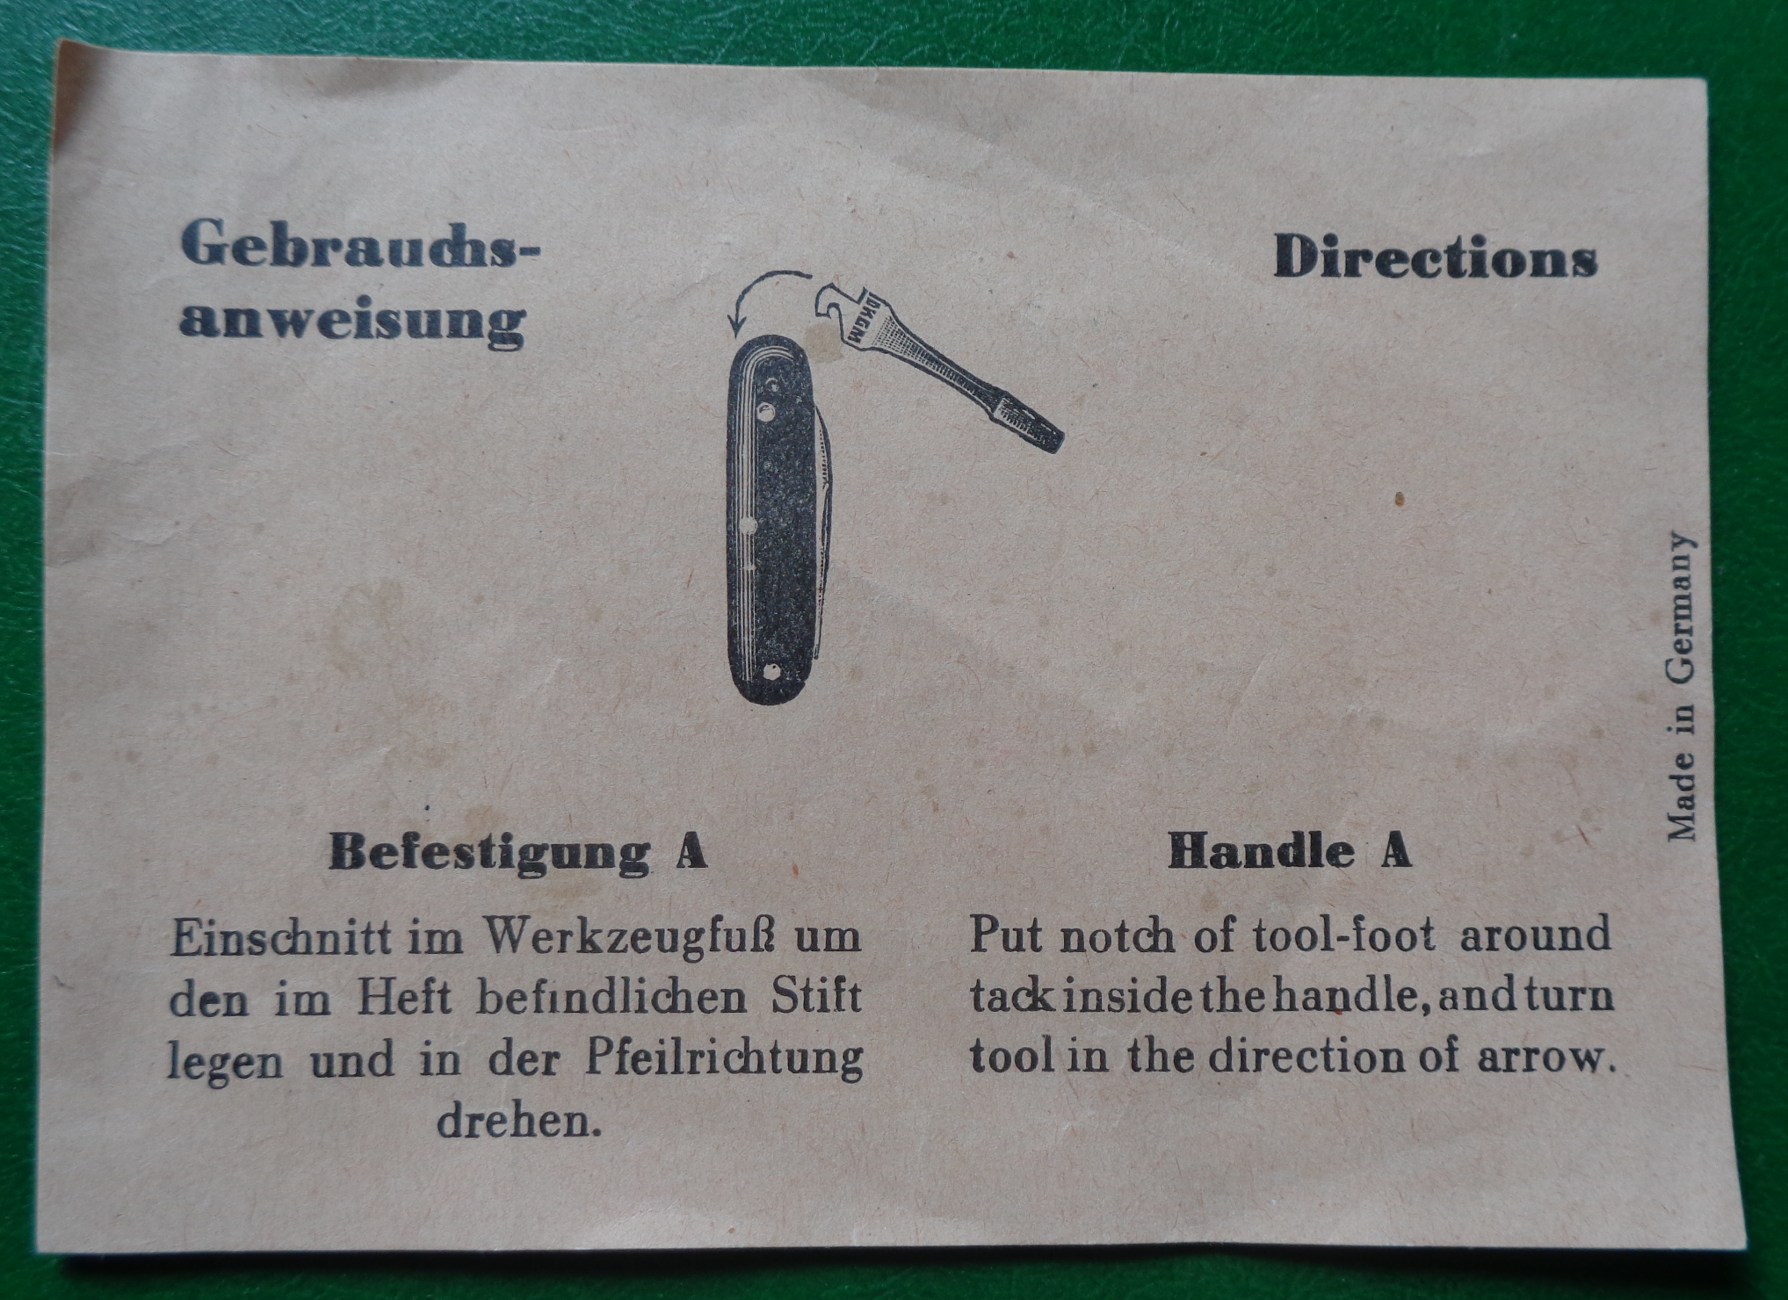 Gebrauchs-
anweisung
Directions
DKGM
Befestigung A
Einschnitt im Werkzeugfuß um
den im Heft befindlichen Stift
legen und in der Pfeilrichtung
drehen.
Handle A
Put notch of tool-foot around
tack inside the handle, and turn
tool in the direction of arrow.
Made in Germany